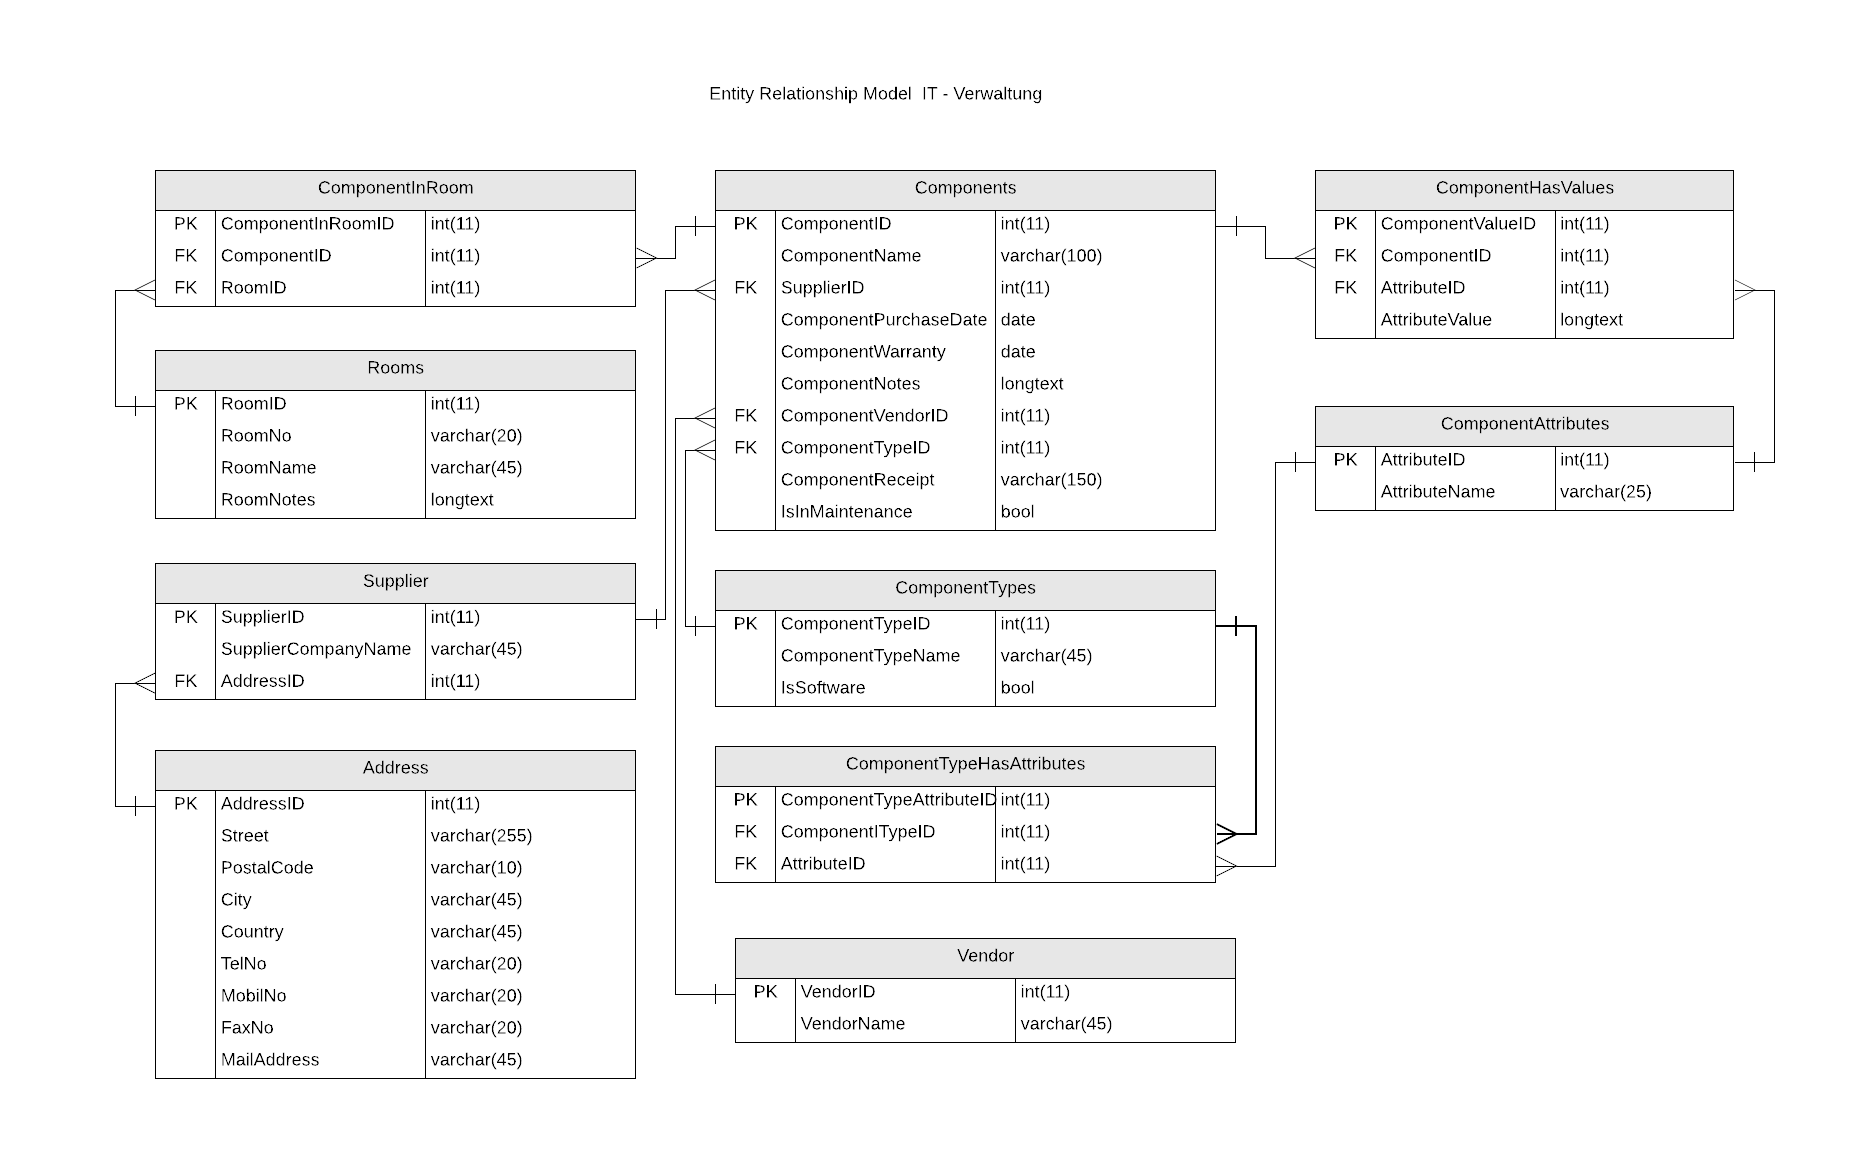 Entity Relationship Model  IT - Verwaltung
ComponentInRoom
PK ComponentInRoomID int(11)
FK ComponentID int(11)
FK RoomID int(11)
Rooms
PK RoomID int(11)
RoomNo varchar(20)
RoomName varchar(45)
RoomNotes longtext
Supplier
PK SupplierID int(11)
SupplierCompanyName varchar(45)
FK AddressID int(11)
Address
PK AddressID int(11)
Street varchar(255)
PostalCode varchar(10)
City varchar(45)
Country varchar(45)
TelNo varchar(20)
MobilNo varchar(20)
FaxNo varchar(20)
MailAddress varchar(45)
Components
PK ComponentID int(11)
ComponentName varchar(100)
FK SupplierID int(11)
ComponentPurchaseDate date
ComponentWarranty date
ComponentNotes longtext
FK ComponentVendorID int(11)
FK ComponentTypeID int(11)
ComponentReceipt varchar(150)
IsInMaintenance bool
ComponentTypes
PK ComponentTypeID int(11)
ComponentTypeName varchar(45)
IsSoftware bool
ComponentTypeHasAttributes
PK ComponentTypeAttributeID int(11)
FK ComponentITypeID int(11)
FK AttributeID int(11)
Vendor
PK VendorID int(11)
VendorName varchar(45)
ComponentHasValues
PK ComponentValueID int(11)
FK ComponentID int(11)
FK AttributeID int(11)
AttributeValue longtext
ComponentAttributes
PK AttributeID int(11)
AttributeName varchar(25)